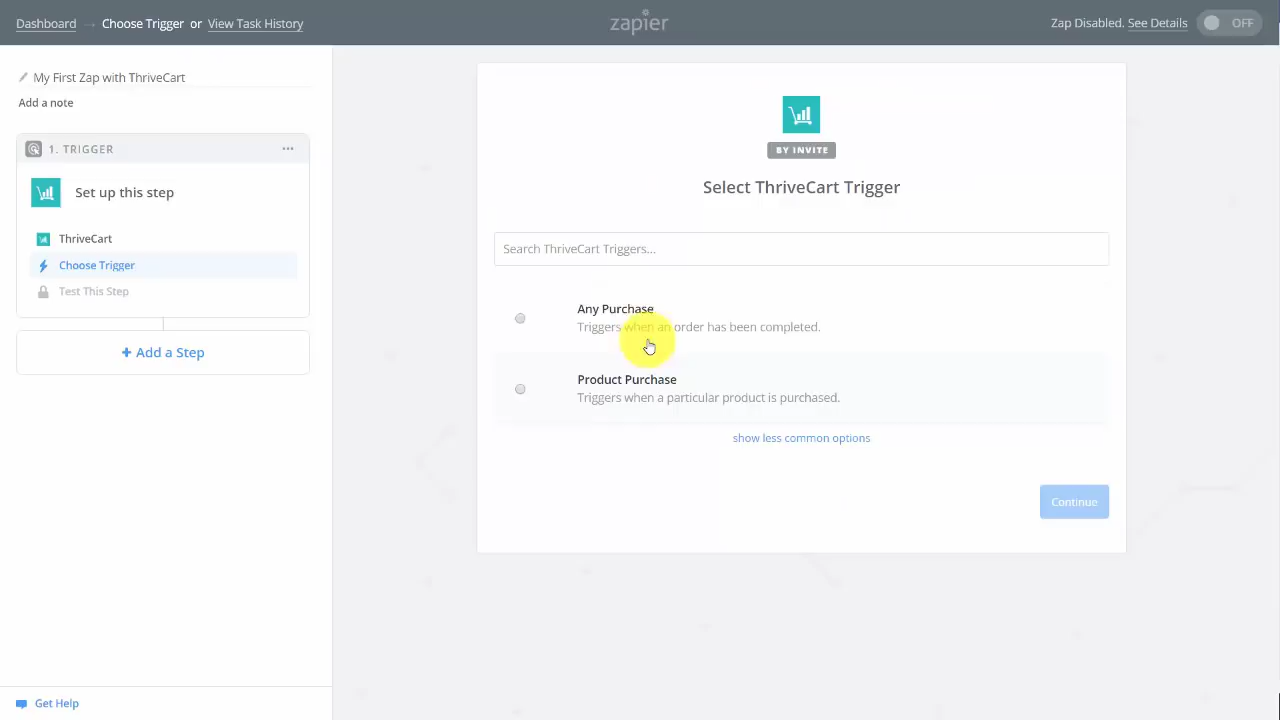 Dashboard → Choose Trigger or View Task History
zapier
Zap Disabled. See Details OFF
My First Zap with ThriveCart
Add a note
1. TRIGGER
Set up this step
ThriveCart
Choose Trigger
Test This Step
+ Add a Step
Get Help
BY INVITE
Select ThriveCart Trigger
Search ThriveCart Triggers...
Any Purchase
Triggers when an order has been completed.
Product Purchase
Triggers when a particular product is purchased.
show less common options
Continue